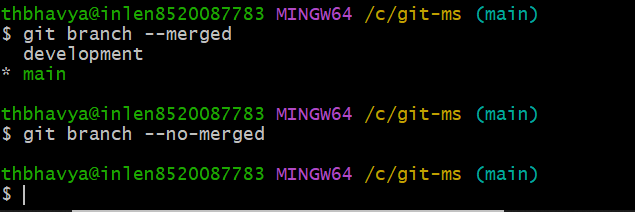 thbhavya@inlen8520087783 MINGW64 /c/git-ms (main)
$ git branch --merged
  development
* main
thbhavya@inlen8520087783 MINGW64 /c/git-ms (main)
$ git branch --no-merged
thbhavya@inlen8520087783 MINGW64 /c/git-ms (main)
$